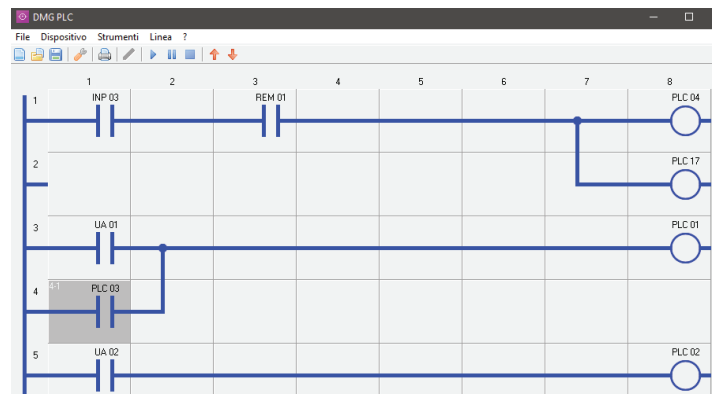 DMG PLC
File Dispositivo Strumenti Linea ?
1 2 3 4 5 6 7 8
1 INP 03 REM 01 PLC 04
2 PLC 17
3 UA 01 PLC 01
4 4-1 PLC 03
5 UA 02 PLC 02